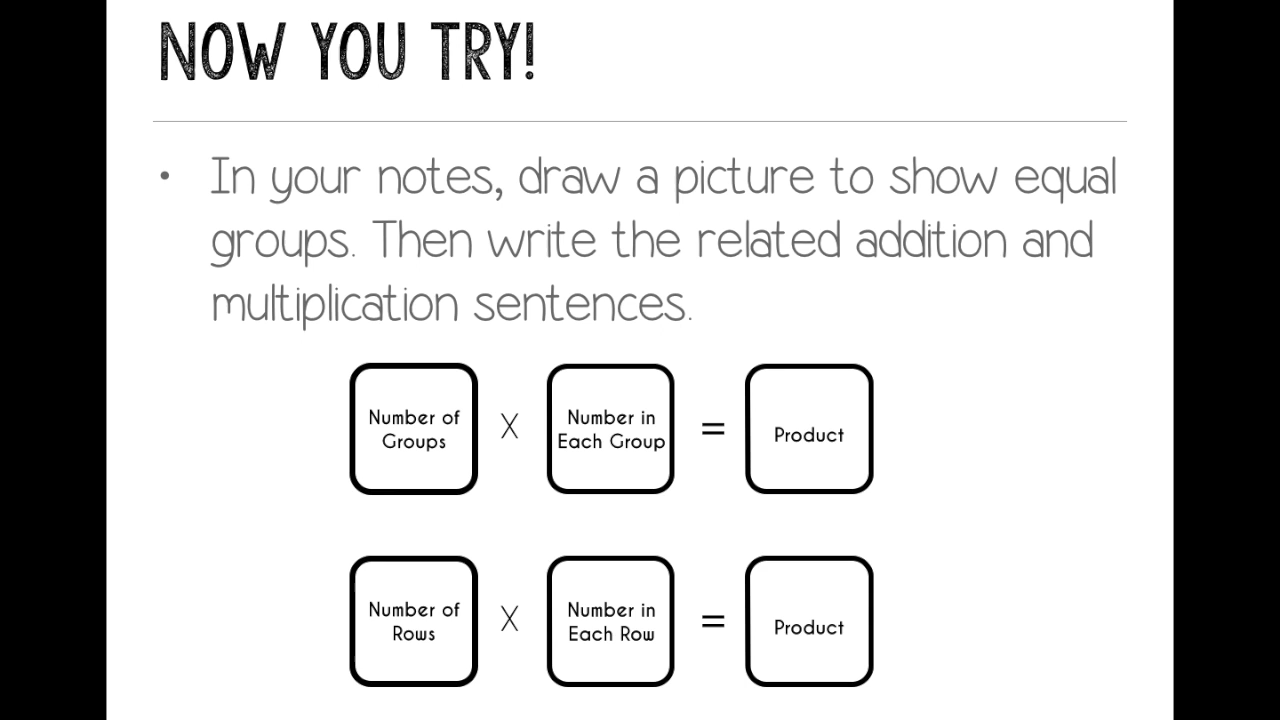 NOW YOU TRY!
• In your notes, draw a picture to show equal
groups. Then write the related addition and
multiplication sentences.
Number of Groups X Number in Each Group = Product
Number of Rows X Number in Each Row = Product